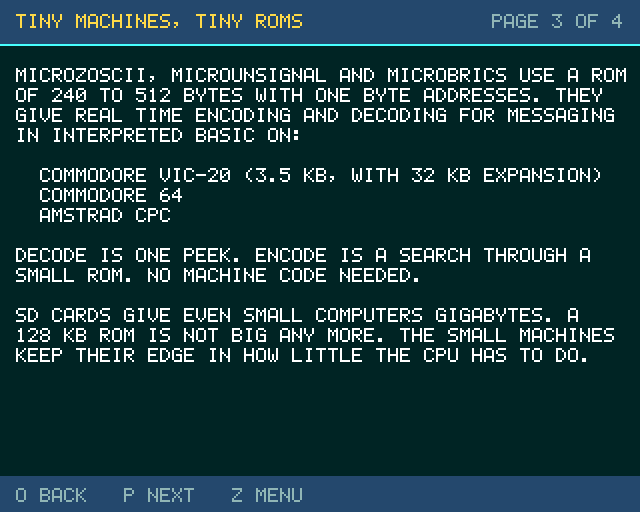 TINY MACHINES, TINY ROMS
PAGE 3 OF 4
MICROZOSCII, MICROUNSIGNAL AND MICROBRICS USE A ROM
OF 240 TO 512 BYTES WITH ONE BYTE ADDRESSES. THEY
GIVE REAL TIME ENCODING AND DECODING FOR MESSAGING
IN INTERPRETED BASIC ON:
COMMODORE VIC-20 (3.5 KB, WITH 32 KB EXPANSION)
COMMODORE 64
AMSTRAD CPC
DECODE IS ONE PEEK. ENCODE IS A SEARCH THROUGH A
SMALL ROM. NO MACHINE CODE NEEDED.
SD CARDS GIVE EVEN SMALL COMPUTERS GIGABYTES. A
128 KB ROM IS NOT BIG ANY MORE. THE SMALL MACHINES
KEEP THEIR EDGE IN HOW LITTLE THE CPU HAS TO DO.
O BACK   P NEXT   Z MENU